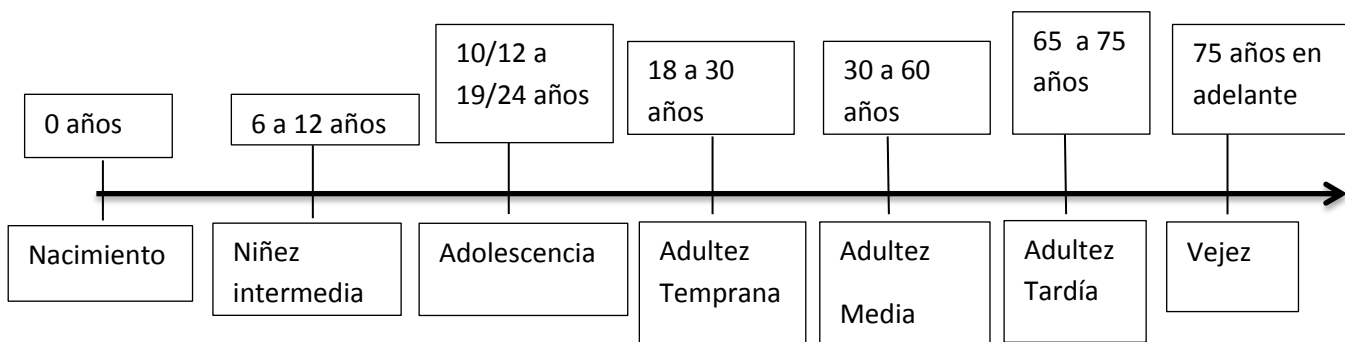 0 años
6 a 12 años
10/12 a
19/24 años
18 a 30
años
30 a 60
años
65 a 75
años
75 años en
adelante
Nacimiento
Niñez
intermedia
Adolescencia
Adultez
Temprana
Adultez
Media
Adultez
Tardía
Vejez